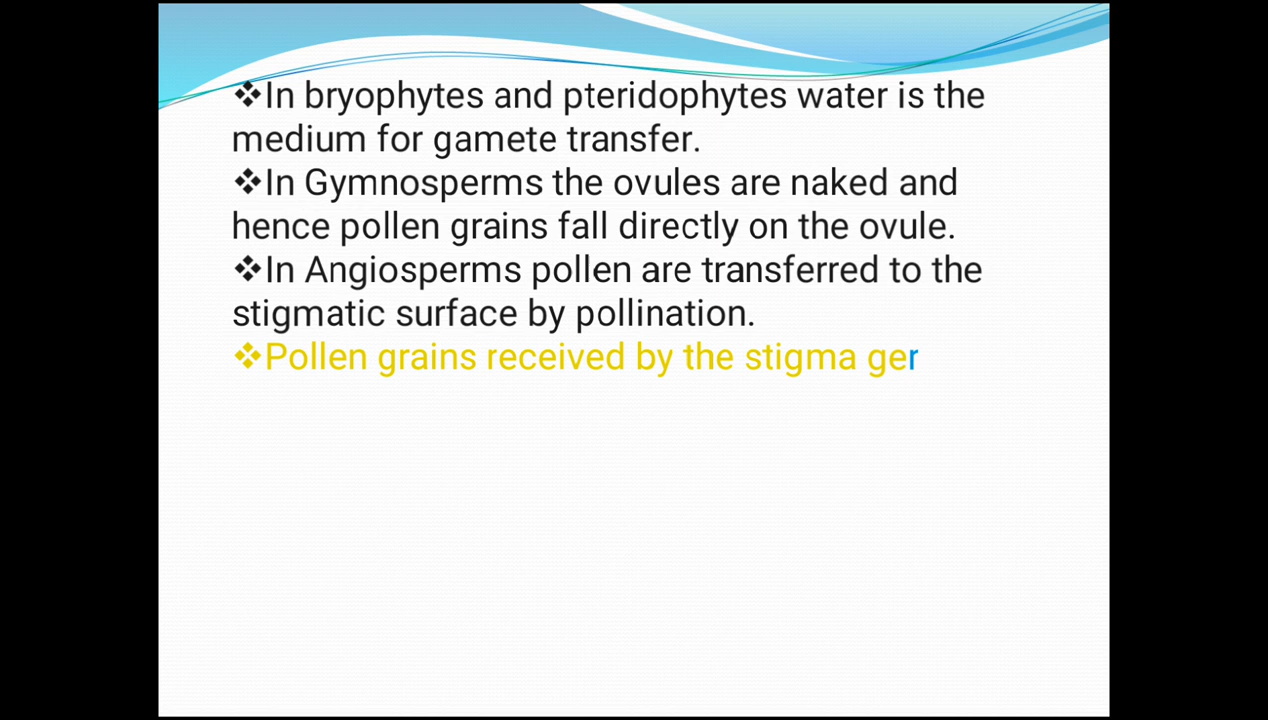 ❖In bryophytes and pteridophytes water is the
medium for gamete transfer.
❖In Gymnosperms the ovules are naked and
hence pollen grains fall directly on the ovule.
❖In Angiosperms pollen are transferred to the
stigmatic surface by pollination.
❖Pollen grains received by the stigma ger